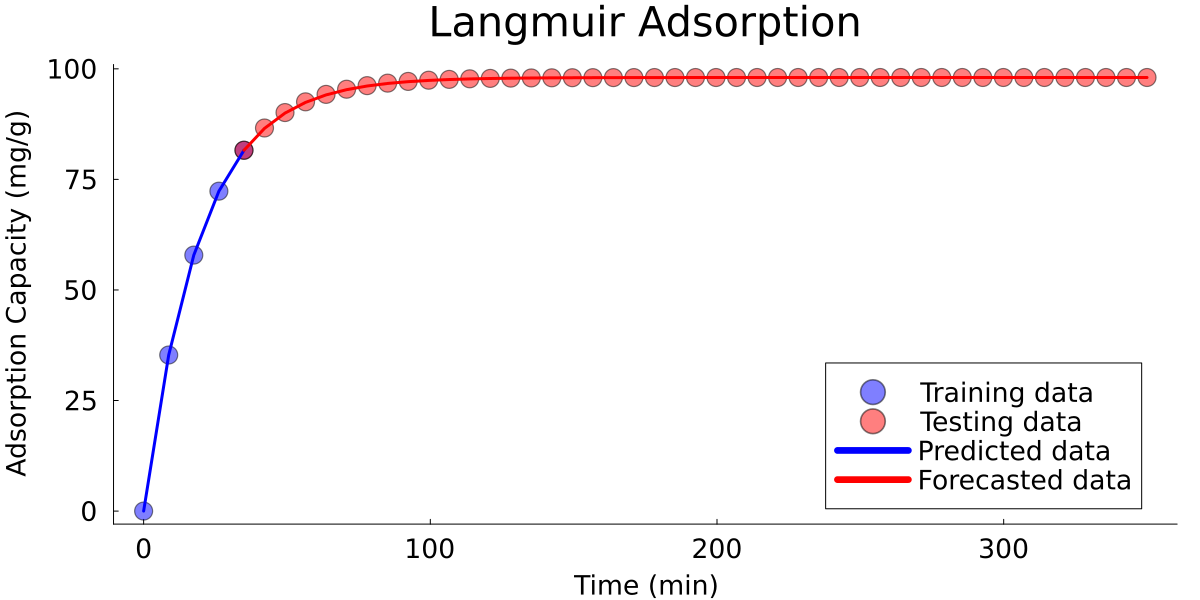 Langmuir Adsorption
Adsorption Capacity (mg/g)
100
75
50
25
0
0 100 200 300
Time (min)
Training data
Testing data
Predicted data
Forecasted data